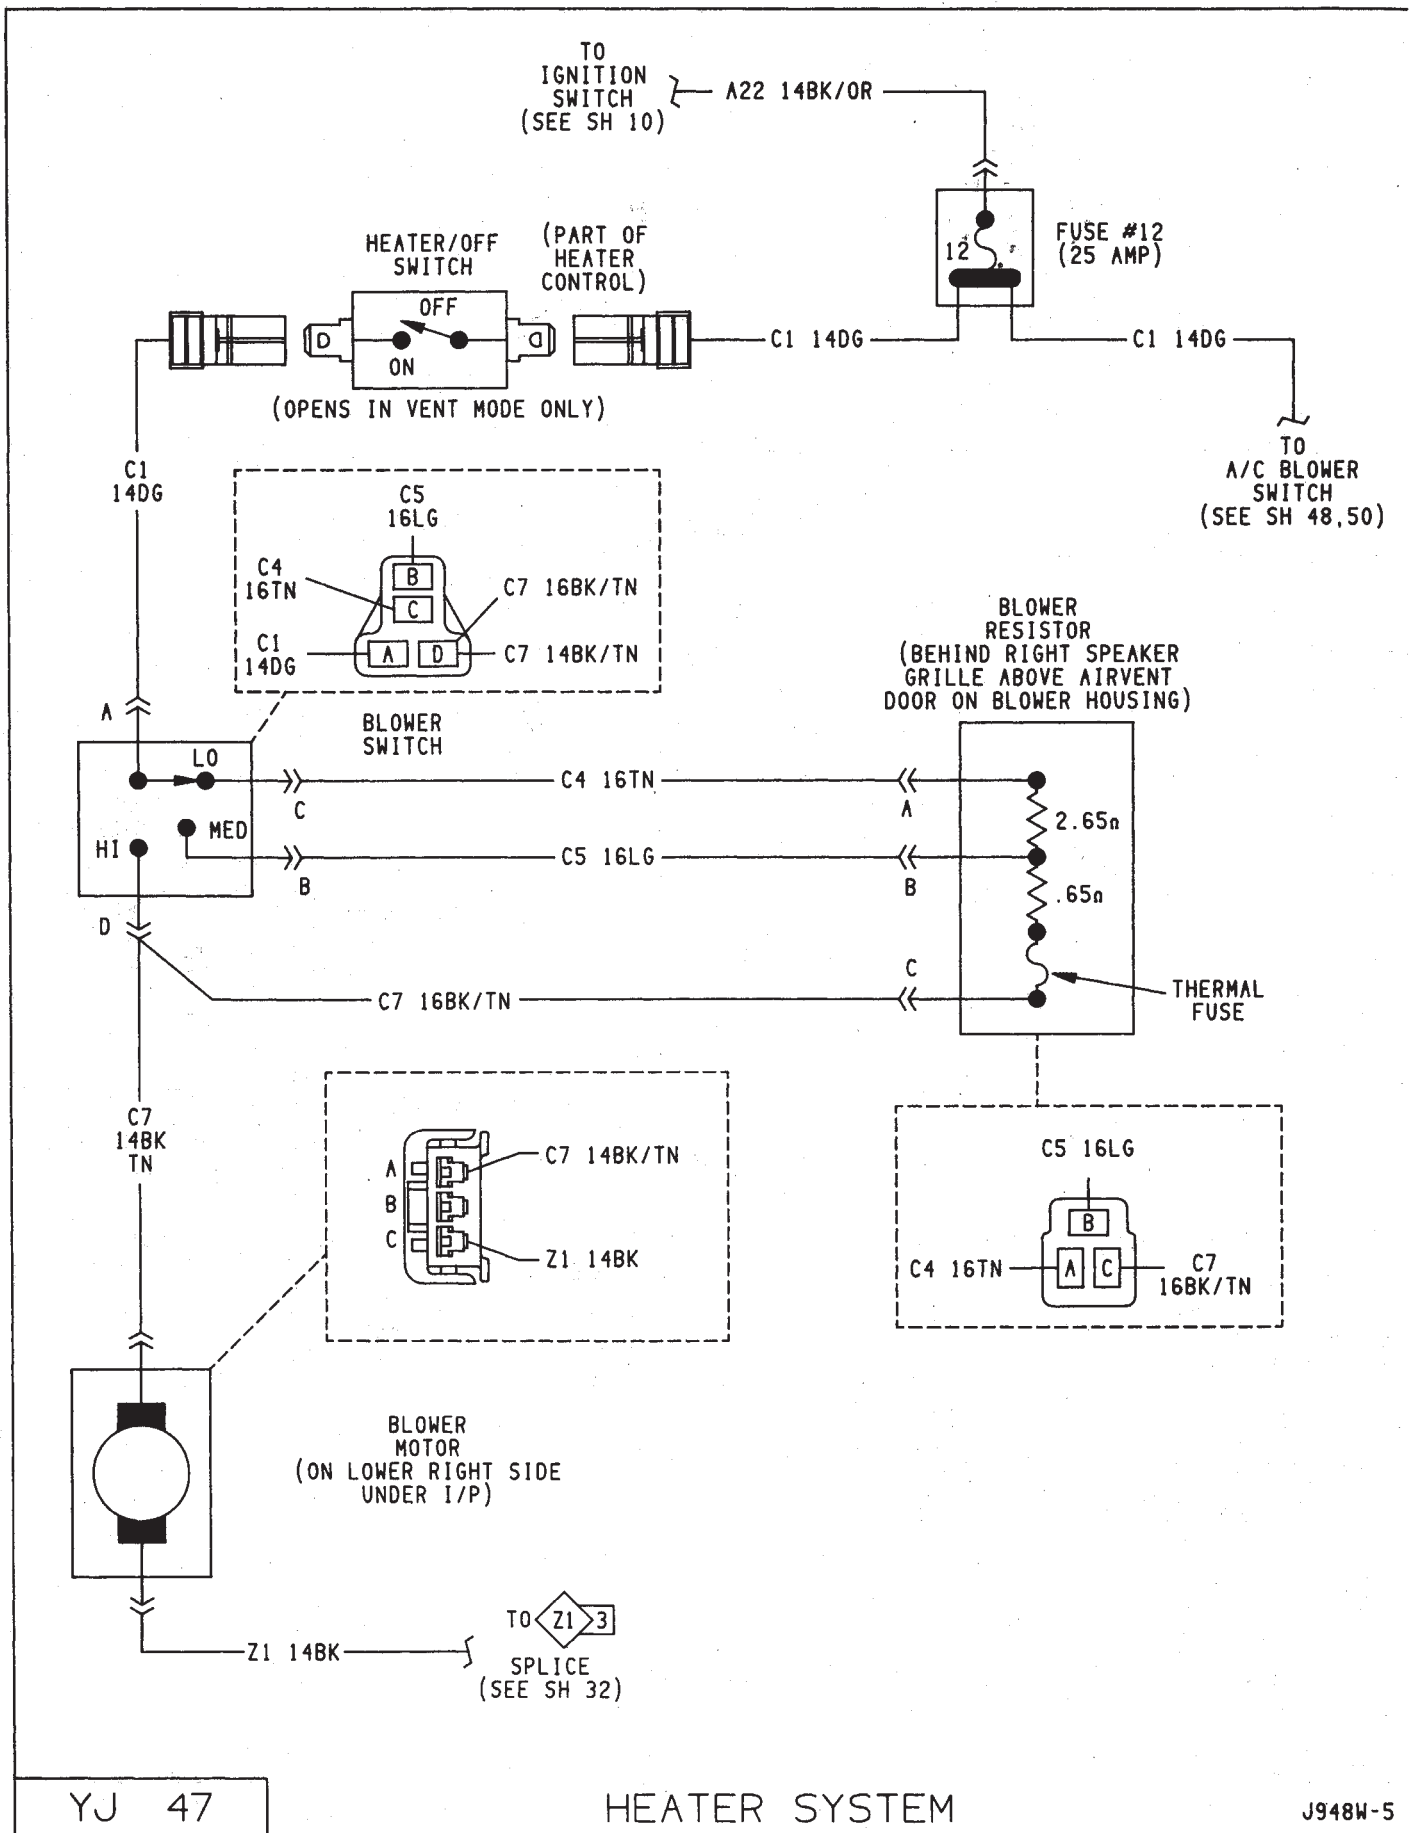 TO
IGNITION
SWITCH
(SEE SH 10)
A22 14BK/OR
12
FUSE #12
(25 AMP)
HEATER/OFF
SWITCH
(PART OF
HEATER
CONTROL)
OFF
D
D
ON
(OPENS IN VENT MODE ONLY)
C1 14DG
C1 14DG
TO
A/C BLOWER
SWITCH
(SEE SH 48,50)
C1
14DG
C5
16LG
C4
16TN
B
C
C7 16BK/TN
C1
14DG
A
D
C7 14BK/TN
BLOWER
RESISTOR
(BEHIND RIGHT SPEAKER
GRILLE ABOVE AIRVENT
DOOR ON BLOWER HOUSING)
A
BLOWER
SWITCH
LO
C4 16TN
C
A
2.65Ω
MED
HI
C5 16LG
B
B
.65Ω
D
C7 16BK/TN
C
THERMAL
FUSE
C7
14BK
TN
A
B
C
C7 14BK/TN
Z1 14BK
C5 16LG
B
C4 16TN
A
C
C7
16BK/TN
BLOWER
MOTOR
(ON LOWER RIGHT SIDE
UNDER I/P)
Z1 14BK
TO Z1 3
SPLICE
(SEE SH 32)
YJ 47
HEATER SYSTEM
J948W-5